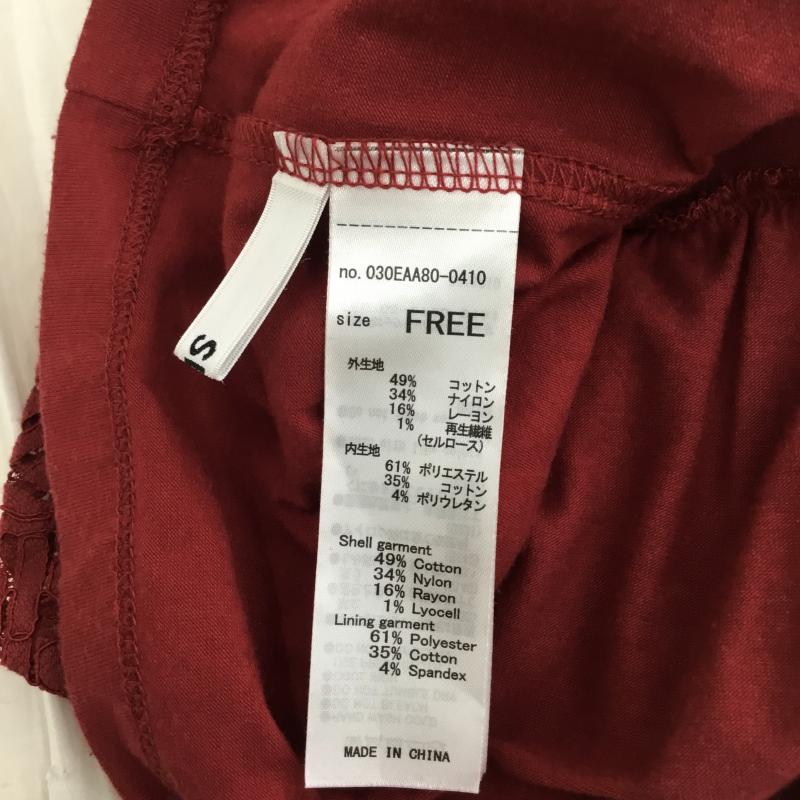 no. 030EAA80-0410
size FREE
外生地
49% コットン
34% ナイロン
16% レーヨン
1% 再生繊維
(セルロース)
内生地
61% ポリエステル
35% コットン
4% ポリウレタン
Shell garment
49% Cotton
34% Nylon
16% Rayon
1% Lyocell
Lining garment
61% Polyester
35% Cotton
4% Spandex
MADE IN CHINA